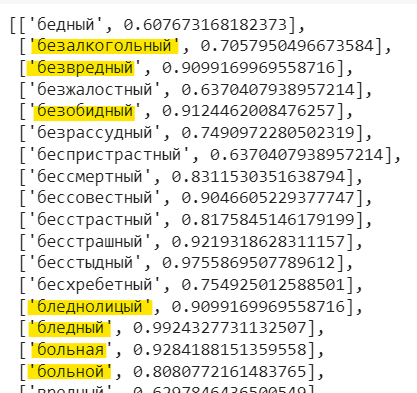 [['бедный', 0.607673168182373],
['безалкогольный', 0.7057950496673584],
['безвредный', 0.9099169969558716],
['безжалостный', 0.6370407938957214],
['безобидный', 0.9124462008476257],
['безрассудный', 0.7490972280502319],
['беспристрастный', 0.6370407938957214],
['бессмертный', 0.8311530351638794],
['бессовестный', 0.9046605229377747],
['бесстрастный', 0.8175845146179199],
['бесстрашный', 0.9219318628311157],
['бесстыдный', 0.9755869507789612],
['бесхребетный', 0.754925012588501],
['бледнолицый', 0.9099169969558716],
['бледный', 0.9924327731132507],
['больная', 0.9284188151359558],
['больной', 0.8080772161483765],
['вредный', 0.6297846436500549],